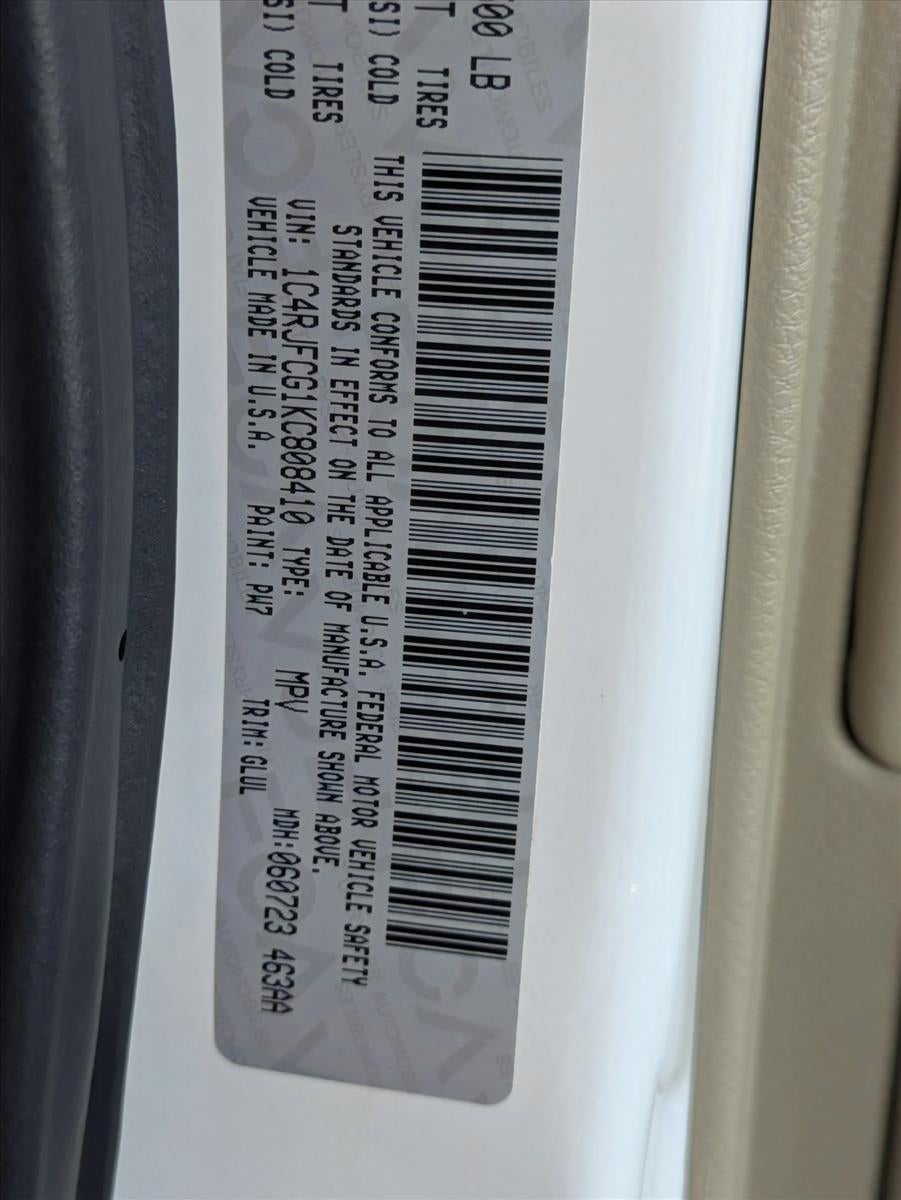 00 LB
T TIRES
SI) COLD
T TIRES
SI) COLD
THIS VEHICLE CONFORMS TO ALL APPLICABLE U.S.A. FEDERAL MOTOR VEHICLE SAFETY
STANDARDS IN EFFECT ON THE DATE OF MANUFACTURE SHOWN ABOVE.
VIN: 1C4RJFCG1KC808410 TYPE: MPV MDH:060723 463AA
VEHICLE MADE IN U.S.A. PAINT: PW7 TRIM:GLUL